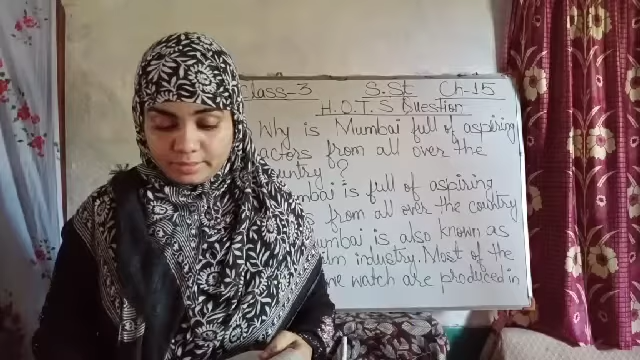 Class-3 S.St Ch-15
H.O.T.S Question
Why is Mumbai full of aspiring
actors from all over the
country ?
is full of aspiring
from all over the country
is also known as
industry. Most of the
watch are produced in